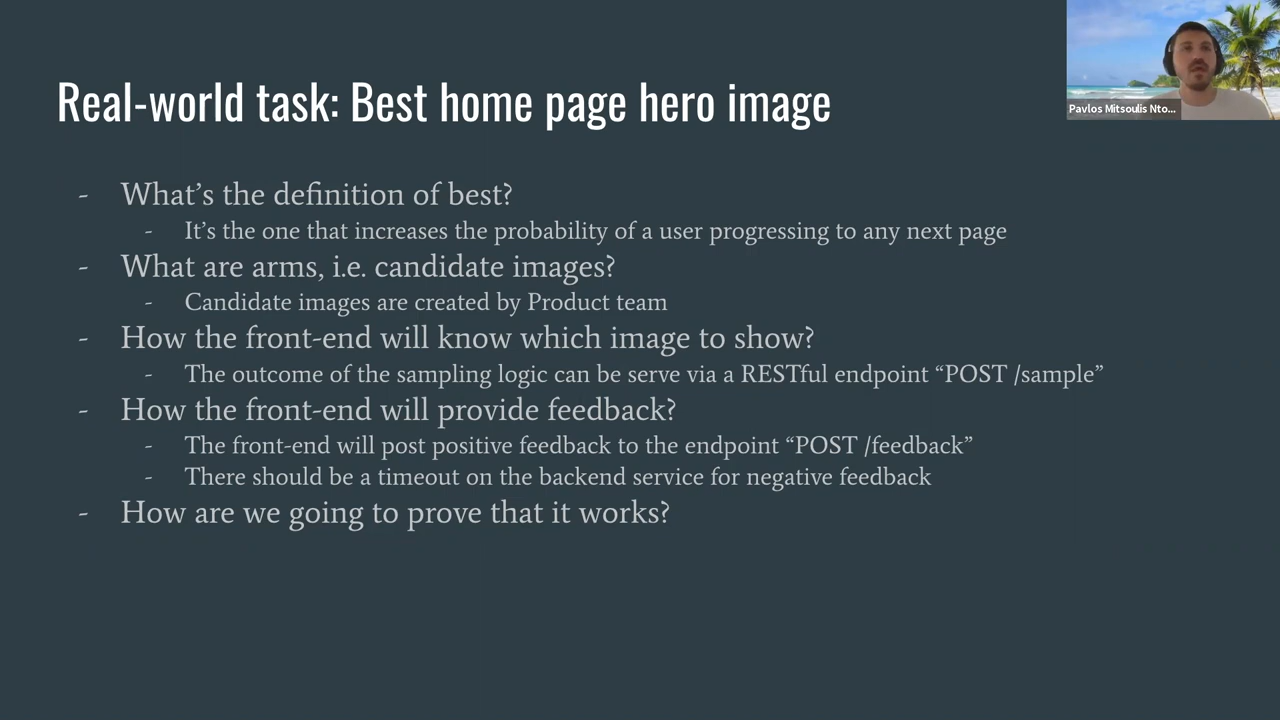 Real-world task: Best home page hero image
Pavlos Mitsoulis Nto...
- What’s the definition of best?
- It’s the one that increases the probability of a user progressing to any next page
- What are arms, i.e. candidate images?
- Candidate images are created by Product team
- How the front-end will know which image to show?
- The outcome of the sampling logic can be serve via a RESTful endpoint “POST /sample”
- How the front-end will provide feedback?
- The front-end will post positive feedback to the endpoint “POST /feedback”
- There should be a timeout on the backend service for negative feedback
- How are we going to prove that it works?